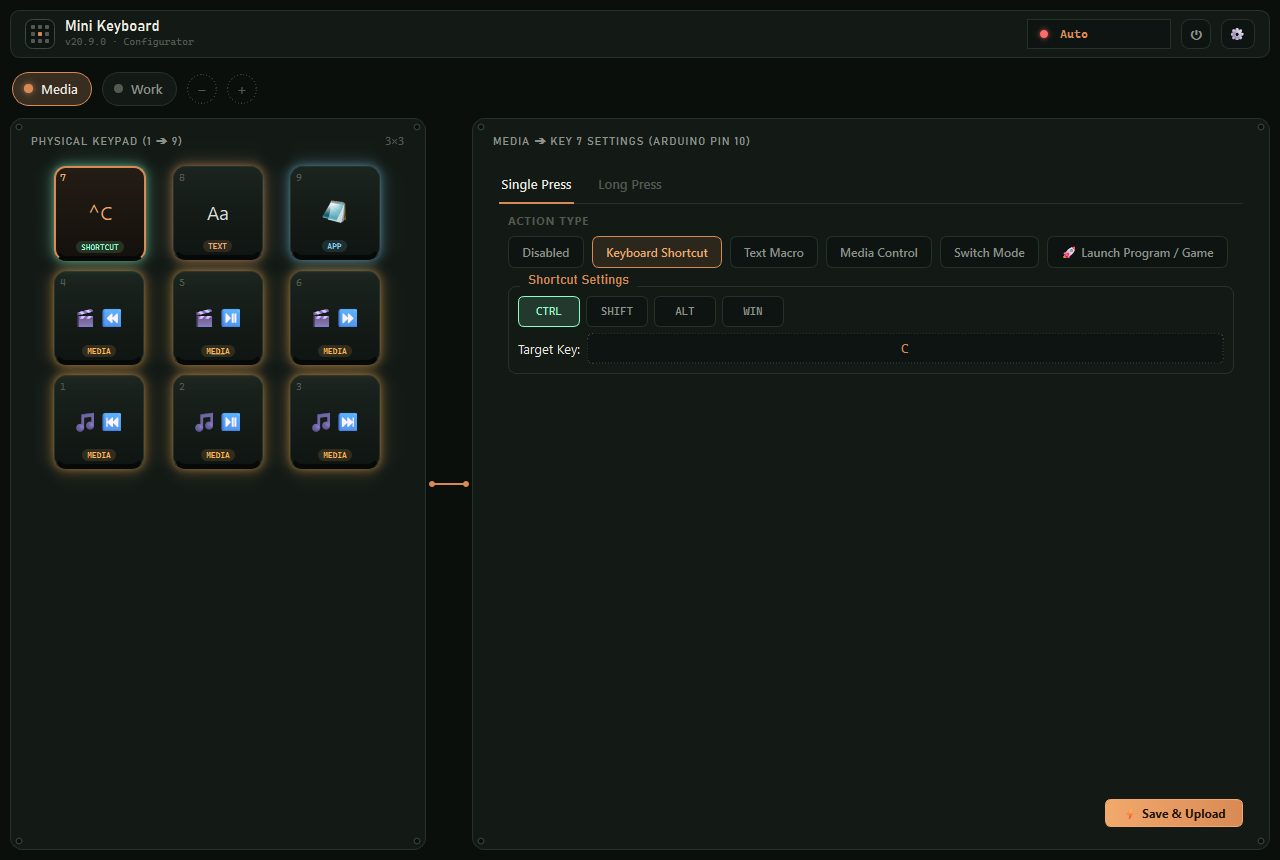 Mini Keyboard
v20.9.0 · Configurator
Auto
Media
Work
−
+
PHYSICAL KEYPAD (1 ➔ 9)
3×3
7
^C
SHORTCUT
8
Aa
TEXT
9
APP
4
MEDIA
5
MEDIA
6
MEDIA
1
MEDIA
2
MEDIA
3
MEDIA
MEDIA ➔ KEY 7 SETTINGS (ARDUINO PIN 10)
Single Press
Long Press
ACTION TYPE
Disabled
Keyboard Shortcut
Text Macro
Media Control
Switch Mode
🚀 Launch Program / Game
Shortcut Settings
CTRL
SHIFT
ALT
WIN
Target Key:
C
Save & Upload